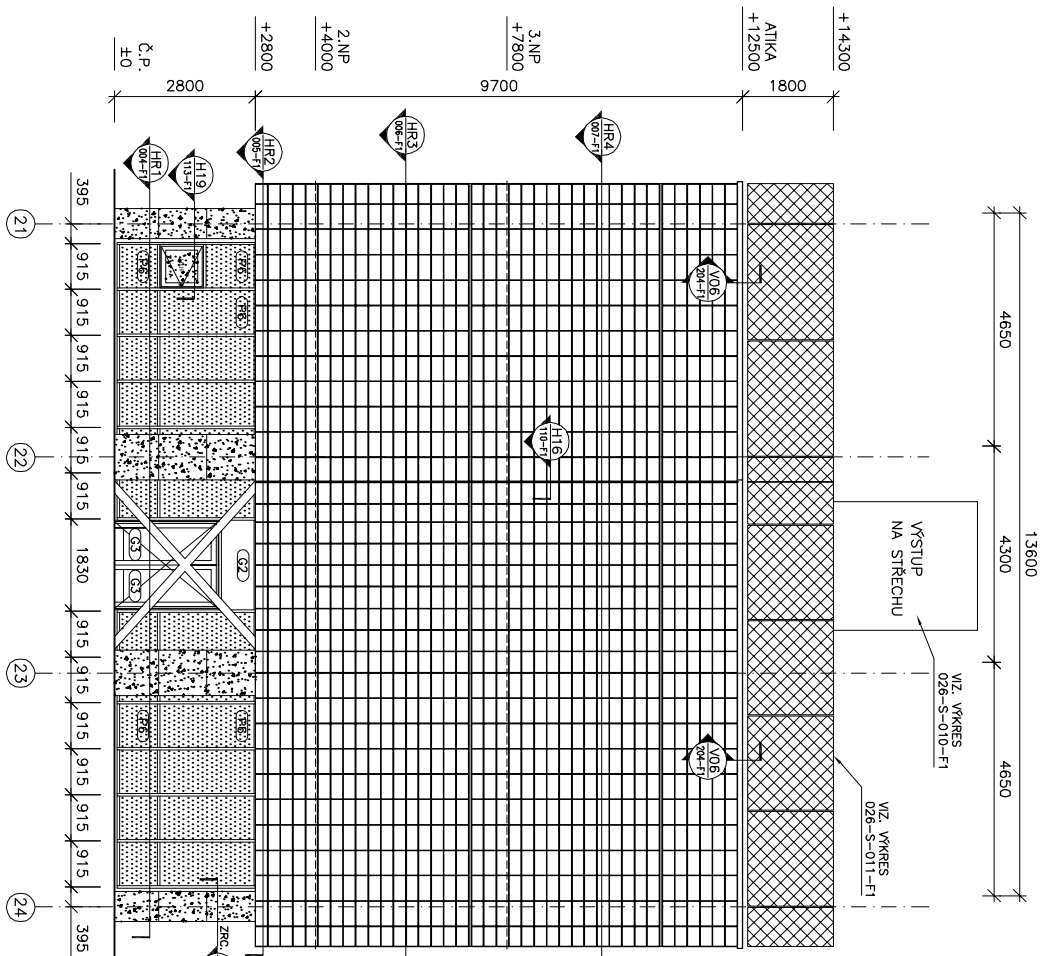 +14300
ATIKA
+12500
3.NP
+7800
2.NP
+4000
+2800
Č.P.
±0
1800
9700
2800
HR4
007-F1
HR3
006-F1
HR2
005-F1
H19
113-F1
HR1
004-F1
V06
204-F1
V06
204-F1
H16
110-F1
13600
4650
4300
4650
VÝSTUP
NA STŘECHU
VIZ. VÝKRES
026-S-010-F1
VIZ. VÝKRES
026-S-011-F1
P6
P6
P6
G2
G3
G3
P6
P6
ZRC.
395
915
915
915
915
915
915
1830
915
915
915
915
915
915
395
21
22
23
24